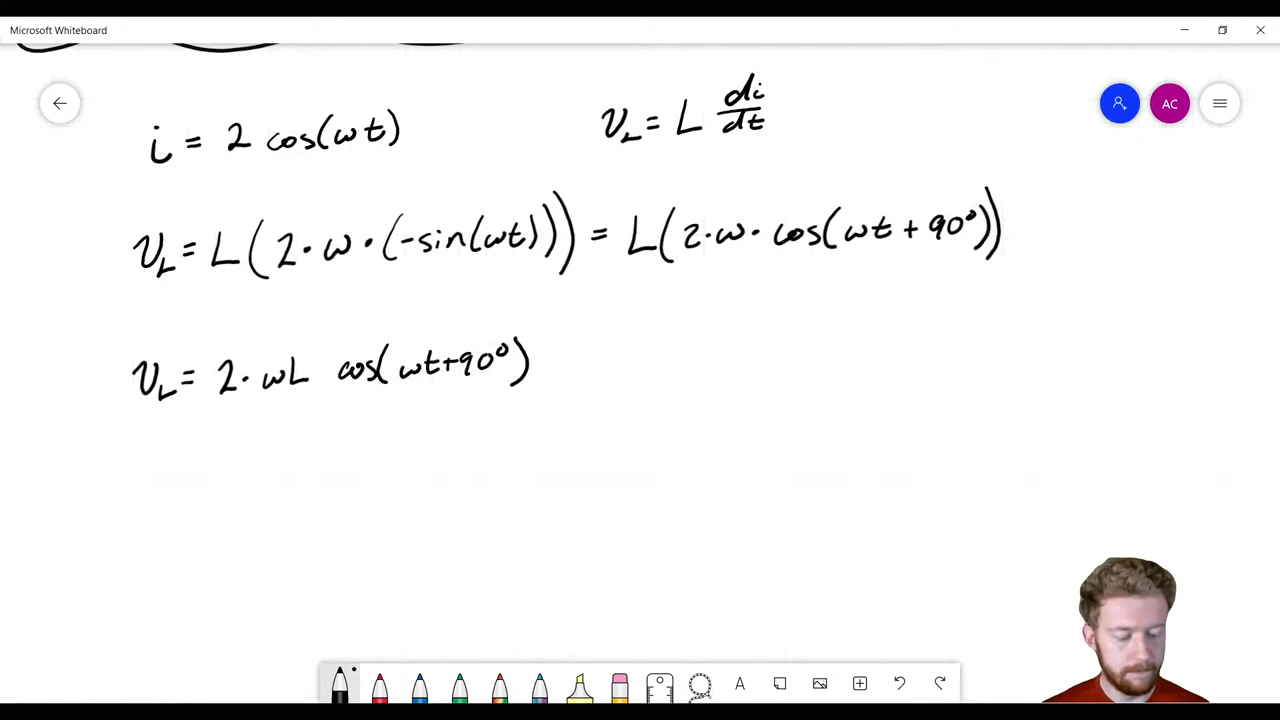 Microsoft Whiteboard
i = 2 cos(ωt)
v_L = L di/dt
AC
v_L = L(2·ω·(-sin(ωt))) = L(2·ω·cos(ωt+90°))
v_L = 2·ωL cos(ωt+90°)
A